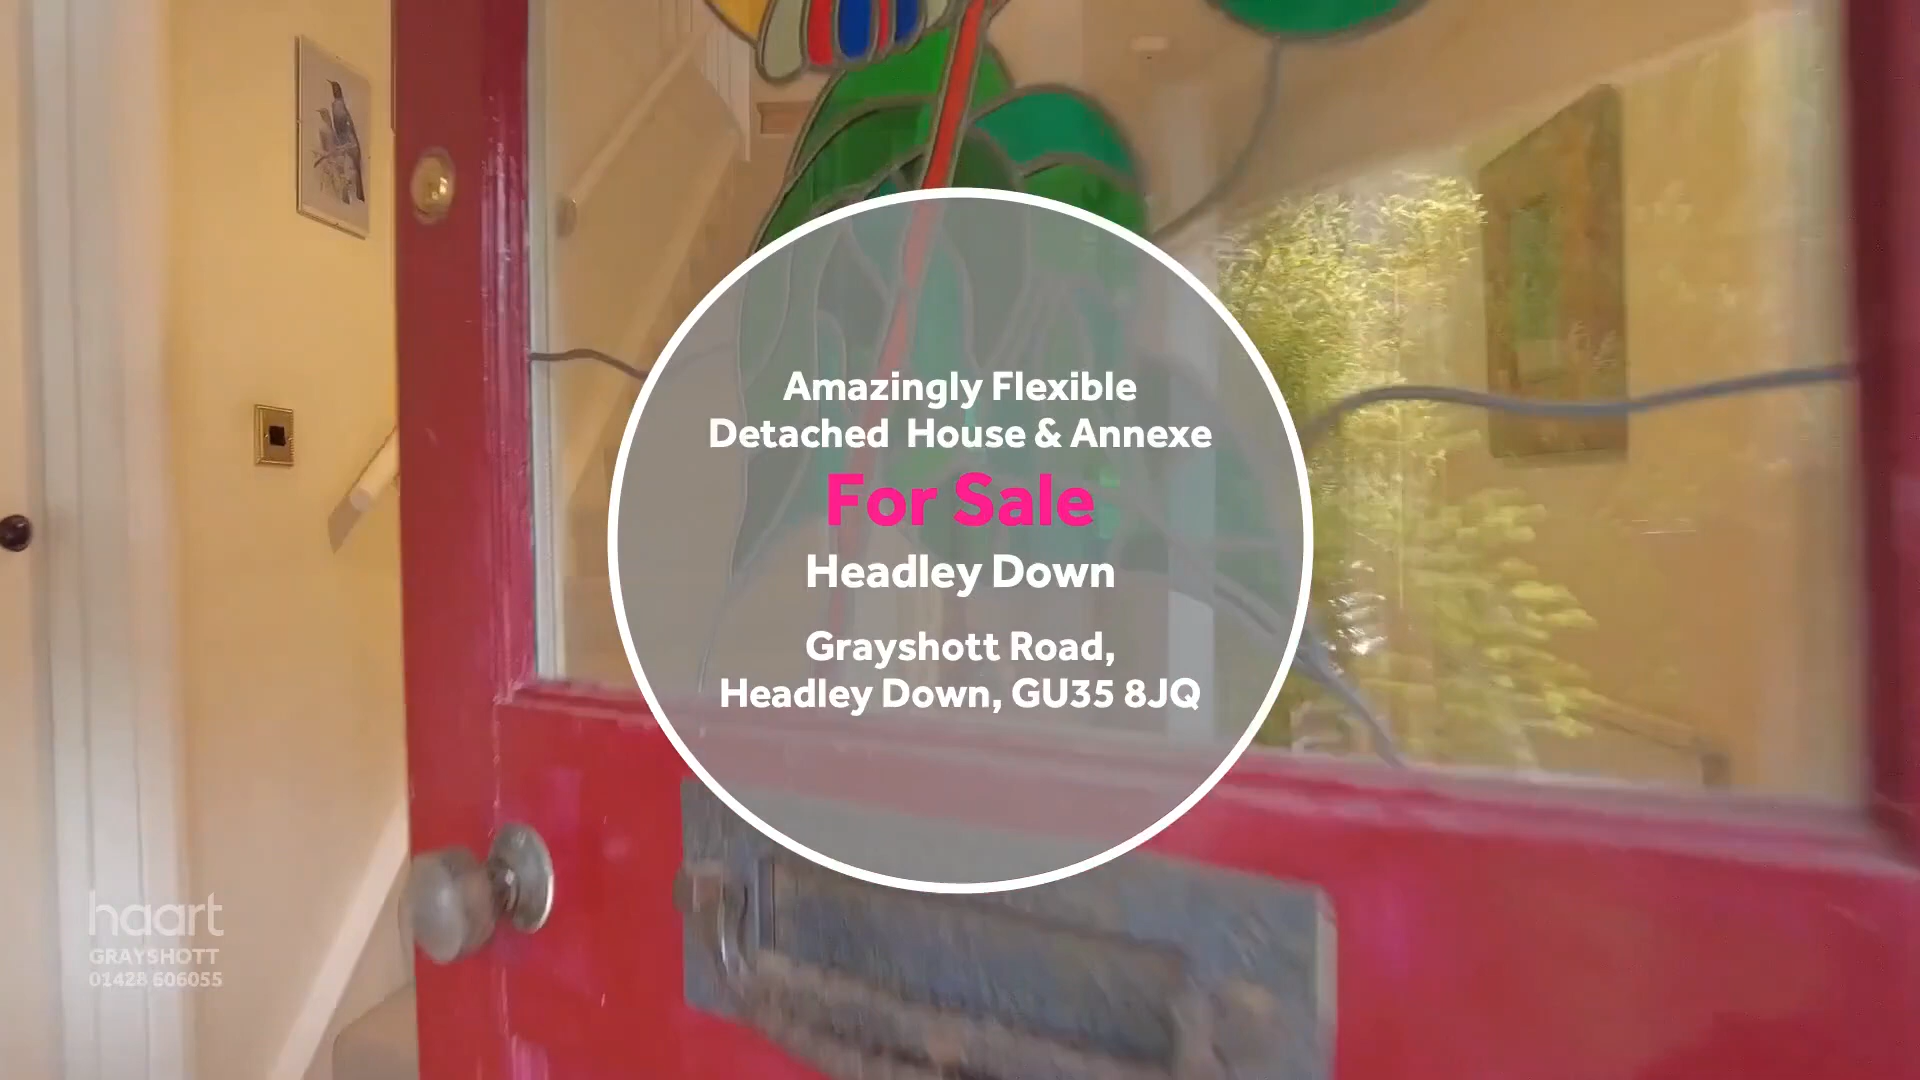 Amazingly Flexible
Detached House & Annexe
For Sale
Headley Down
Grayshott Road,
Headley Down, GU35 8JQ
haart
GRAYSHOTT
01428 606055